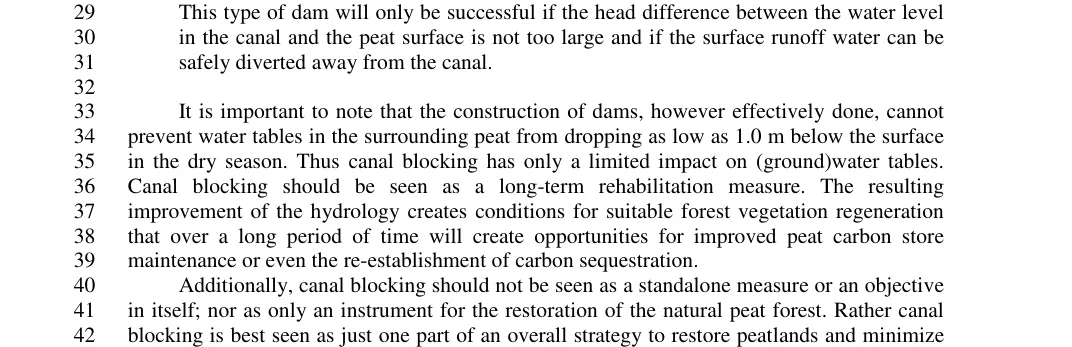 29 This type of dam will only be successful if the head difference between the water level
30 in the canal and the peat surface is not too large and if the surface runoff water can be
31 safely diverted away from the canal.
32
33 It is important to note that the construction of dams, however effectively done, cannot
34 prevent water tables in the surrounding peat from dropping as low as 1.0 m below the surface
35 in the dry season. Thus canal blocking has only a limited impact on (ground)water tables.
36 Canal blocking should be seen as a long-term rehabilitation measure. The resulting
37 improvement of the hydrology creates conditions for suitable forest vegetation regeneration
38 that over a long period of time will create opportunities for improved peat carbon store
39 maintenance or even the re-establishment of carbon sequestration.
40 Additionally, canal blocking should not be seen as a standalone measure or an objective
41 in itself; nor as only an instrument for the restoration of the natural peat forest. Rather canal
42 blocking is best seen as just one part of an overall strategy to restore peatlands and minimize